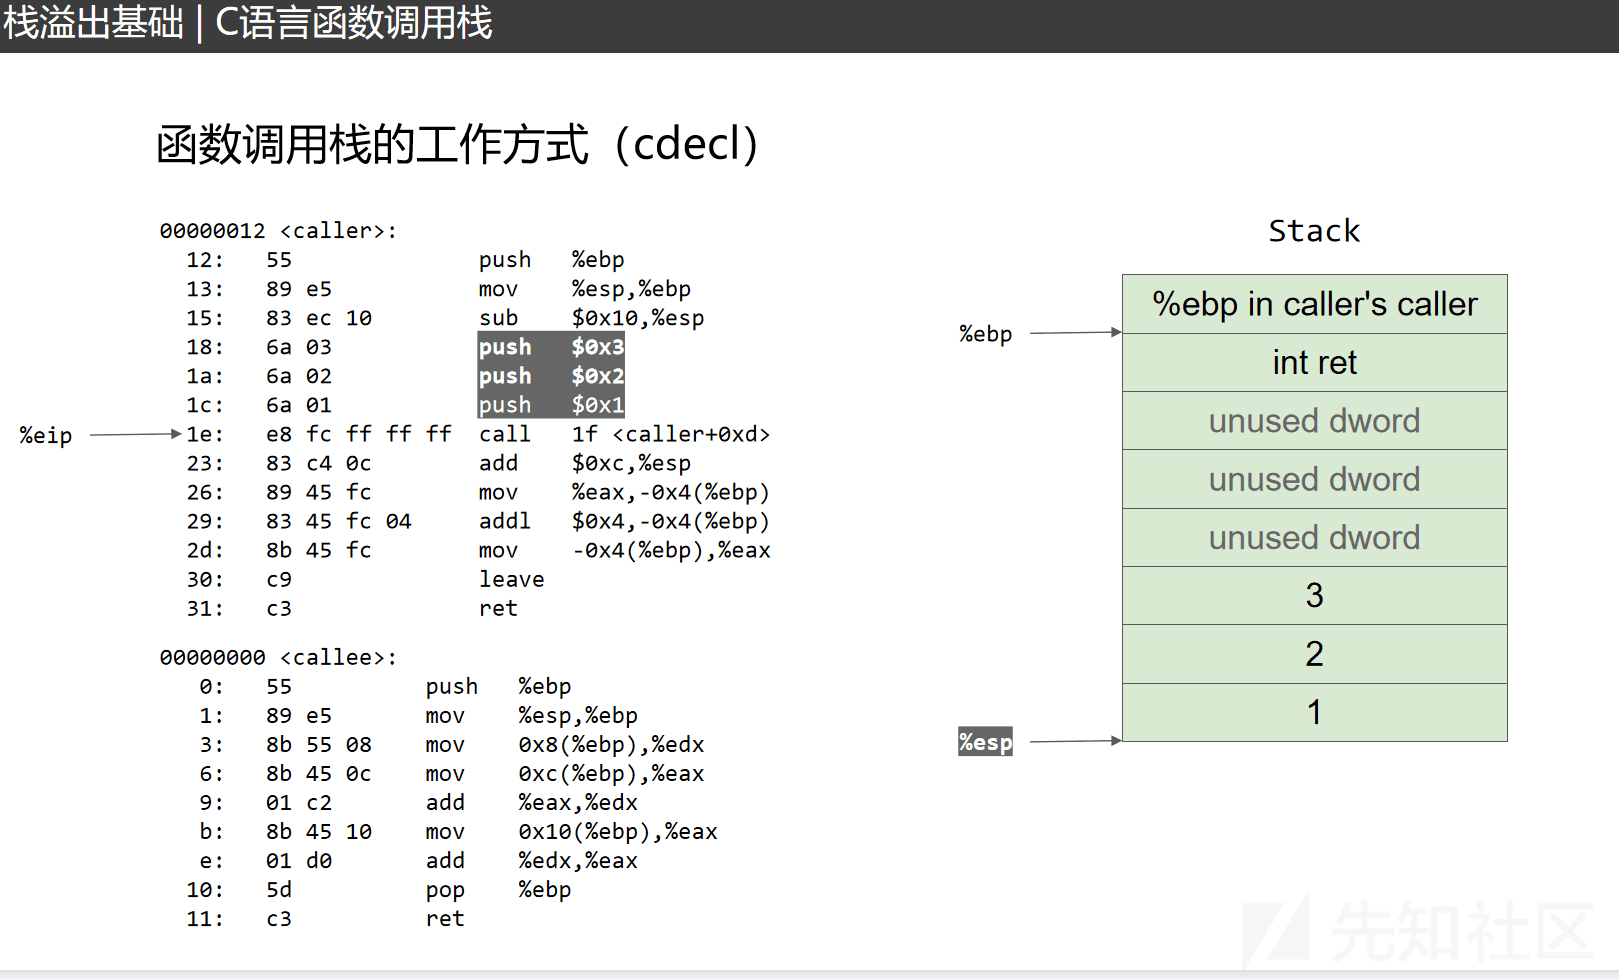 栈溢出基础 | C语言函数调用栈
函数调用栈的工作方式（cdecl）
00000012 <caller>:
12: 55 push %ebp
13: 89 e5 mov %esp,%ebp
15: 83 ec 10 sub $0x10,%esp
18: 6a 03 push $0x3
1a: 6a 02 push $0x2
1c: 6a 01 push $0x1
%eip 1e: e8 fc ff ff ff call 1f <caller+0xd>
23: 83 c4 0c add $0xc,%esp
26: 89 45 fc mov %eax,-0x4(%ebp)
29: 83 45 fc 04 addl $0x4,-0x4(%ebp)
2d: 8b 45 fc mov -0x4(%ebp),%eax
30: c9 leave
31: c3 ret
00000000 <callee>:
0: 55 push %ebp
1: 89 e5 mov %esp,%ebp
3: 8b 55 08 mov 0x8(%ebp),%edx
6: 8b 45 0c mov 0xc(%ebp),%eax
9: 01 c2 add %eax,%edx
b: 8b 45 10 mov 0x10(%ebp),%eax
e: 01 d0 add %edx,%eax
10: 5d pop %ebp
11: c3 ret
Stack
%ebp in caller's caller
%ebp
int ret
unused dword
unused dword
unused dword
3
2
1
%esp
先知社区